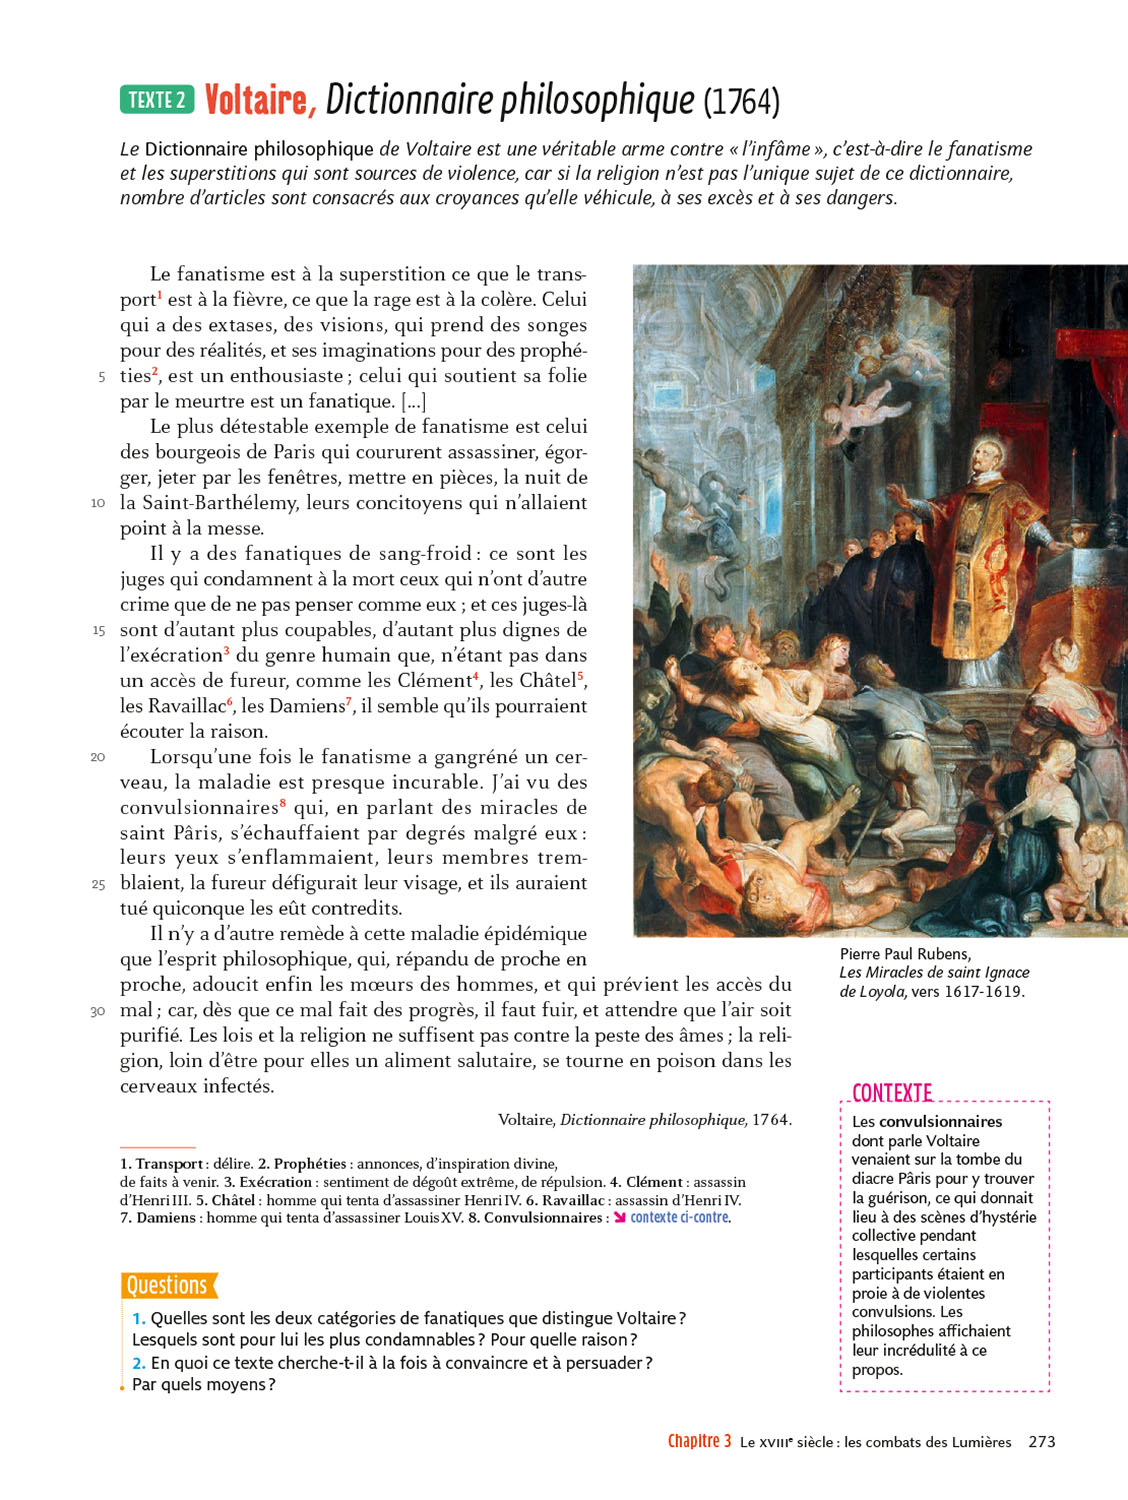 TEXTE 2 Voltaire, Dictionnaire philosophique (1764)
Le Dictionnaire philosophique de Voltaire est une véritable arme contre « l’infâme », c’est-à-dire le fanatisme
et les superstitions qui sont sources de violence, car si la religion n’est pas l’unique sujet de ce dictionnaire,
nombre d’articles sont consacrés aux croyances qu’elle véhicule, à ses excès et à ses dangers.
Le fanatisme est à la superstition ce que le trans-
port1 est à la fièvre, ce que la rage est à la colère. Celui
qui a des extases, des visions, qui prend des songes
pour des réalités, et ses imaginations pour des prophé-
5 ties2, est un enthousiaste ; celui qui soutient sa folie
par le meurtre est un fanatique. [...]
Le plus détestable exemple de fanatisme est celui
des bourgeois de Paris qui coururent assassiner, égor-
ger, jeter par les fenêtres, mettre en pièces, la nuit de
10 la Saint-Barthélemy, leurs concitoyens qui n’allaient
point à la messe.
Il y a des fanatiques de sang-froid : ce sont les
juges qui condamnent à la mort ceux qui n’ont d’autre
crime que de ne pas penser comme eux ; et ces juges-là
15 sont d’autant plus coupables, d’autant plus dignes de
l’exécration3 du genre humain que, n’étant pas dans
un accès de fureur, comme les Clément4, les Châtel5,
les Ravaillac6, les Damiens7, il semble qu’ils pourraient
écouter la raison.
20 Lorsqu’une fois le fanatisme a gangréné un cer-
veau, la maladie est presque incurable. J’ai vu des
convulsionnaires8 qui, en parlant des miracles de
saint Pâris, s’échauffaient par degrés malgré eux :
leurs yeux s’enflammaient, leurs membres trem-
25 blaient, la fureur défigurait leur visage, et ils auraient
tué quiconque les eût contredits.
Il n’y a d’autre remède à cette maladie épidémique
que l’esprit philosophique, qui, répandu de proche en
proche, adoucit enfin les mœurs des hommes, et qui prévient les accès du
30 mal ; car, dès que ce mal fait des progrès, il faut fuir, et attendre que l’air soit
purifié. Les lois et la religion ne suffisent pas contre la peste des âmes ; la reli-
gion, loin d’être pour elles un aliment salutaire, se tourne en poison dans les
cerveaux infectés.
Voltaire, Dictionnaire philosophique, 1764.
1. Transport : délire. 2. Prophéties : annonces, d’inspiration divine,
de faits à venir. 3. Exécration : sentiment de dégoût extrême, de répulsion. 4. Clément : assassin
d’Henri III. 5. Châtel : homme qui tenta d’assassiner Henri IV. 6. Ravaillac : assassin d’Henri IV.
7. Damiens : homme qui tenta d’assassiner Louis XV. 8. Convulsionnaires : contexte ci-contre.
Pierre Paul Rubens,
Les Miracles de saint Ignace
de Loyola, vers 1617-1619.
CONTEXTE
Les convulsionnaires
dont parle Voltaire
venaient sur la tombe du
diacre Pâris pour y trouver
la guérison, ce qui donnait
lieu à des scènes d’hystérie
collective pendant
lesquelles certains
participants étaient en
proie à de violentes
convulsions. Les
philosophes affichaient
leur incrédulité à ce
propos.
Questions
1. Quelles sont les deux catégories de fanatiques que distingue Voltaire ?
Lesquels sont pour lui les plus condamnables ? Pour quelle raison ?
2. En quoi ce texte cherche-t-il à la fois à convaincre et à persuader ?
Par quels moyens ?
Chapitre 3 Le XVIIIe siècle : les combats des Lumières 273